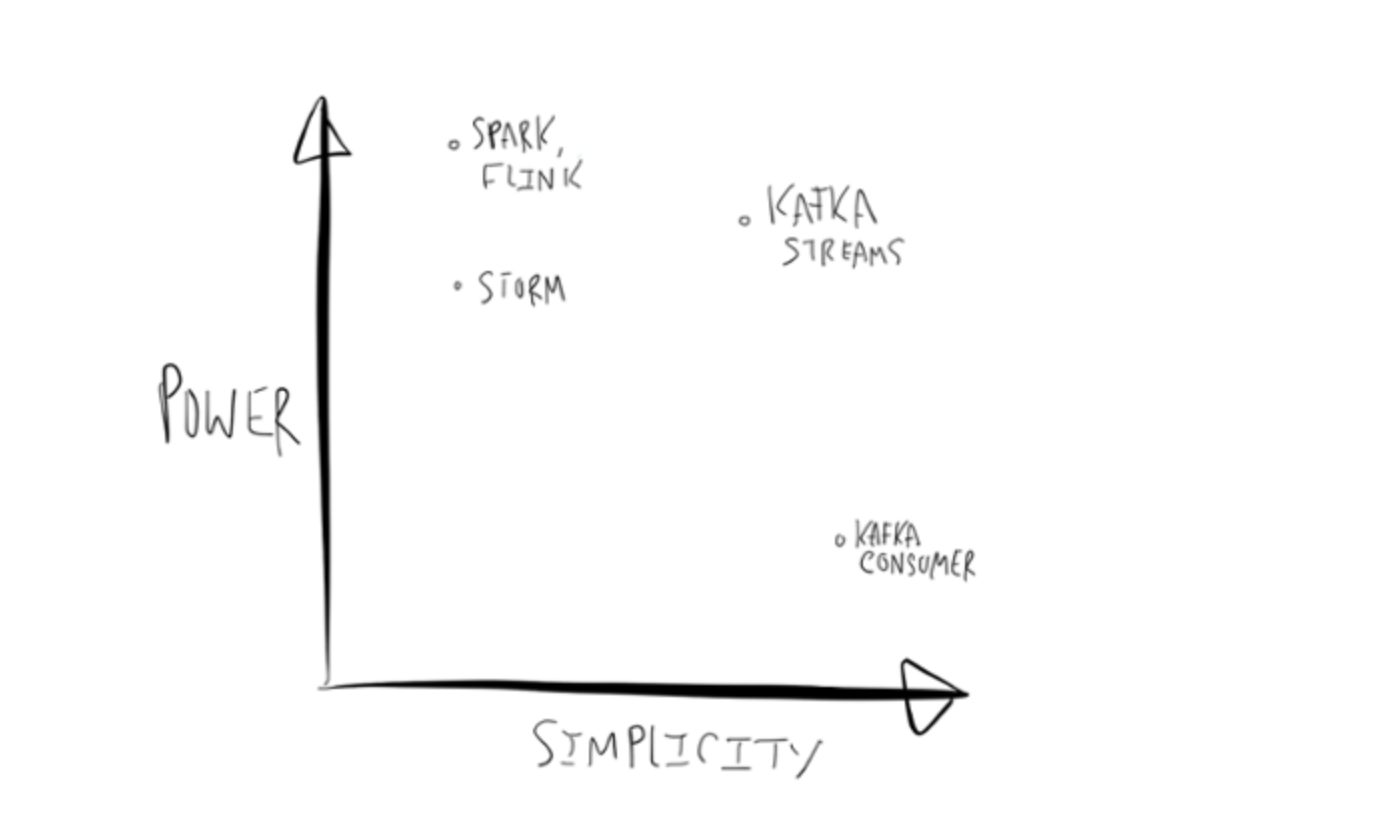 SPARK,
FLINK
KAFKA
STREAMS
STORM
POWER
KAFKA
CONSUMER
SIMPLICITY